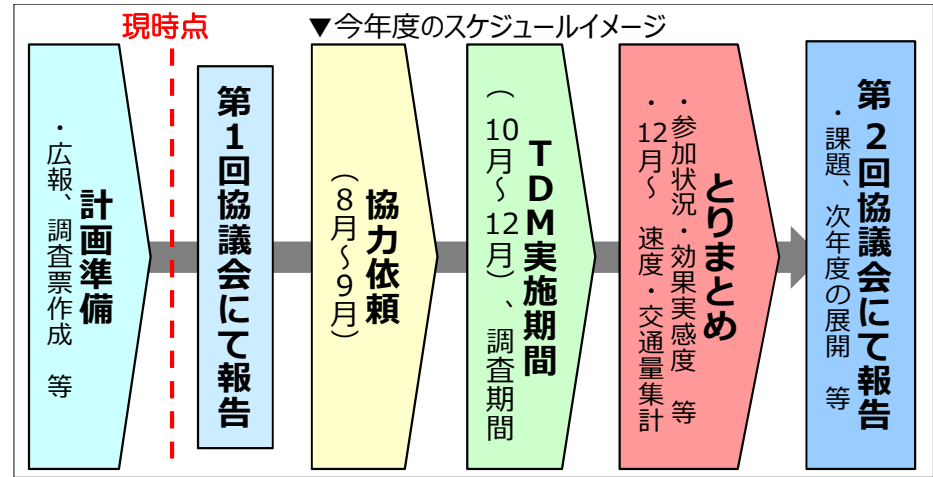 現時点
▼今年度のスケジュールイメージ
計画準備
・広報、調査票作成　等
第1回協議会にて報告
協力依頼
(8月～9月)
TDM実施期間
(10月～12月)、調査期間
とりまとめ
・参加状況・効果実感度　等
・12月～　速度・交通量集計
第2回協議会にて報告
・課題、次年度の展開　等